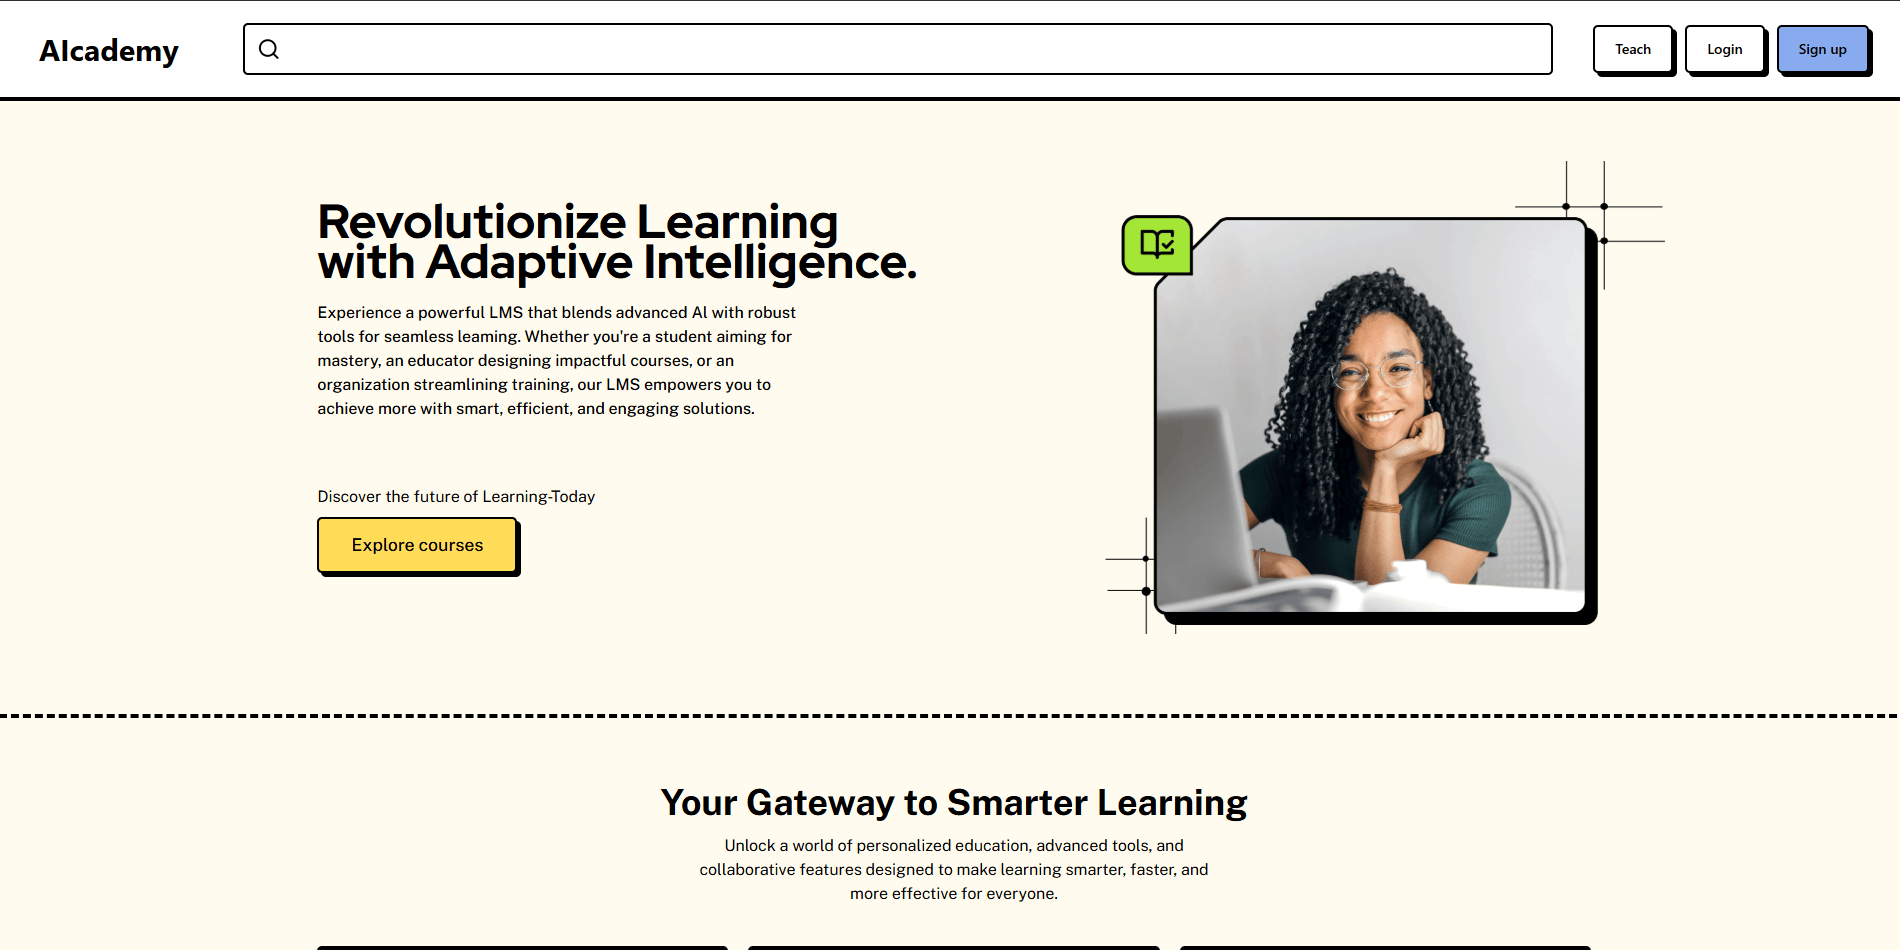 AIcademy
Teach
Login
Sign up
Revolutionize Learning
with Adaptive Intelligence.
Experience a powerful LMS that blends advanced AI with robust
tools for seamless learning. Whether you're a student aiming for
mastery, an educator designing impactful courses, or an
organization streamlining training, our LMS empowers you to
achieve more with smart, efficient, and engaging solutions.
Discover the future of Learning-Today
Explore courses
Your Gateway to Smarter Learning
Unlock a world of personalized education, advanced tools, and
collaborative features designed to make learning smarter, faster, and
more effective for everyone.